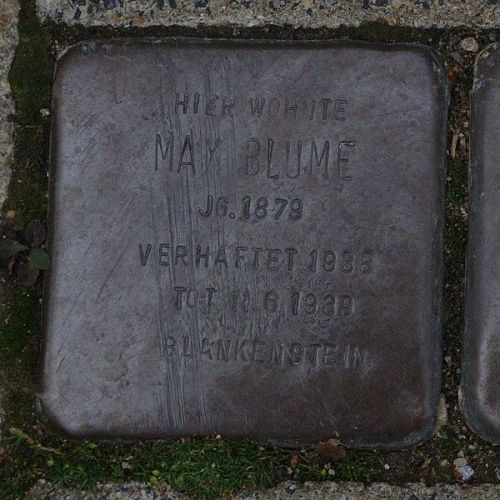 HIER WOHNTE
MAX BLUME
JG. 1879
VERHAFTET 1938
TOT 11.6.1939
BLANKENSTEIN